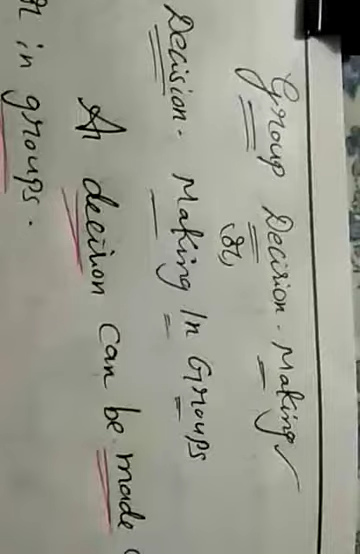 Group Decision-Making
Or,
Decision-Making In Groups
A decision can be made
in groups.